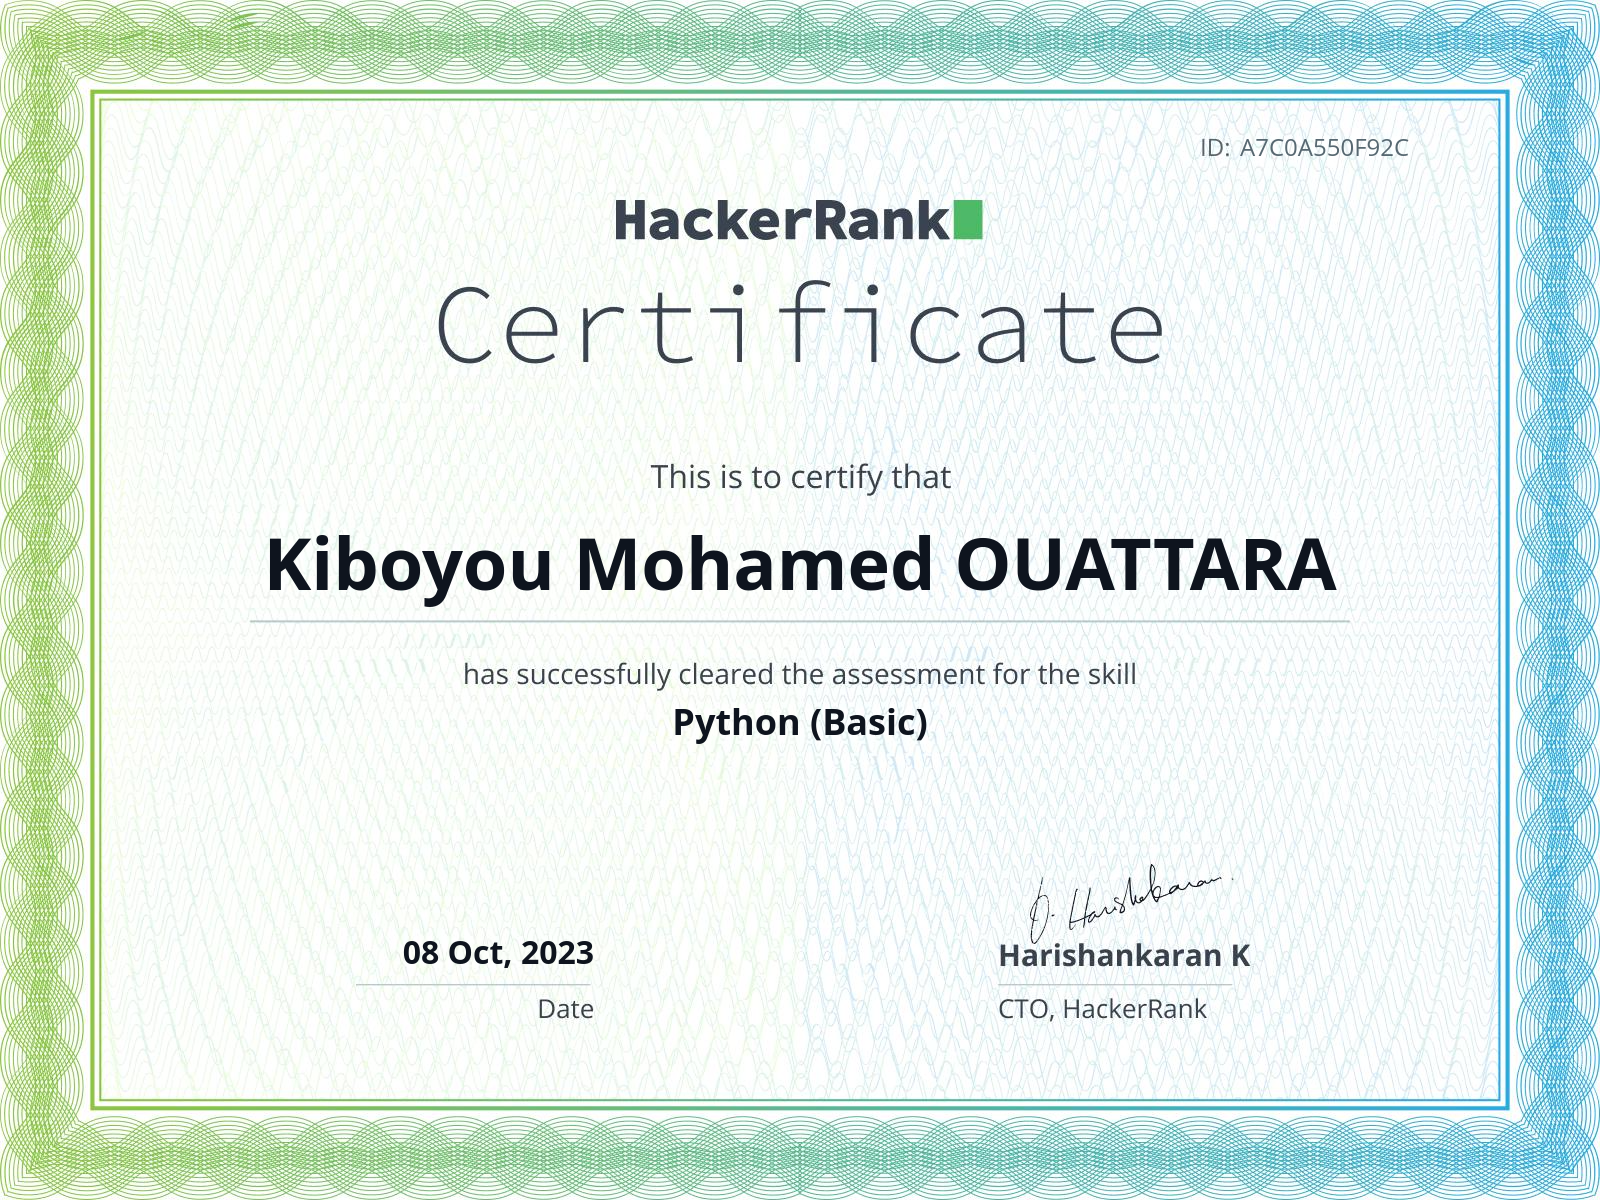 ID: A7C0A550F92C
HackerRank
Certificate
This is to certify that
Kiboyou Mohamed OUATTARA
has successfully cleared the assessment for the skill
Python (Basic)
08 Oct, 2023
Date
D. Harishankaran
Harishankaran K
CTO, HackerRank